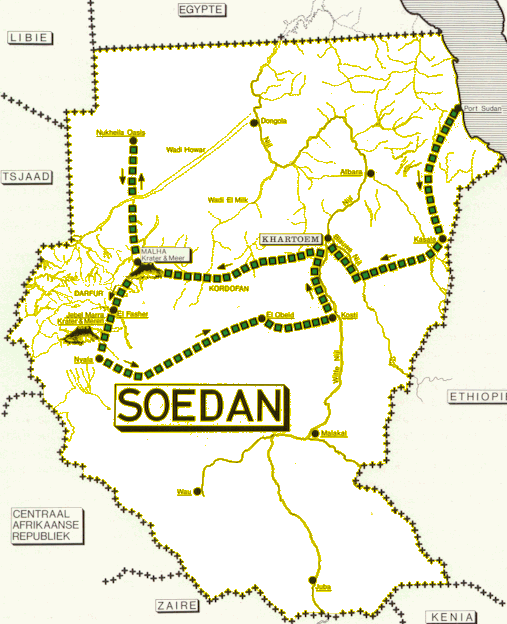 EGYPTE
LIBIE
Port Sudan
Dongola
Nukheila Oasis
Nijl
Wadi Howar
TSJAAD
Atbara
Wadi El Milk
Nijl
KHARTOEM
Kasala
Blauwe Nijl
MALHA
Krater & Meer
KORDOFAN
DARFUR
Jebel Marra
Krater & Meren
El Fasher
El Obeid
Kosti
Nyala
Witte Nijl
SOEDAN
ETHIOPIE
Malakal
Wau
CENTRAAL
AFRIKAANSE
REPUBLIEK
Juba
ZAIRE
KENIA